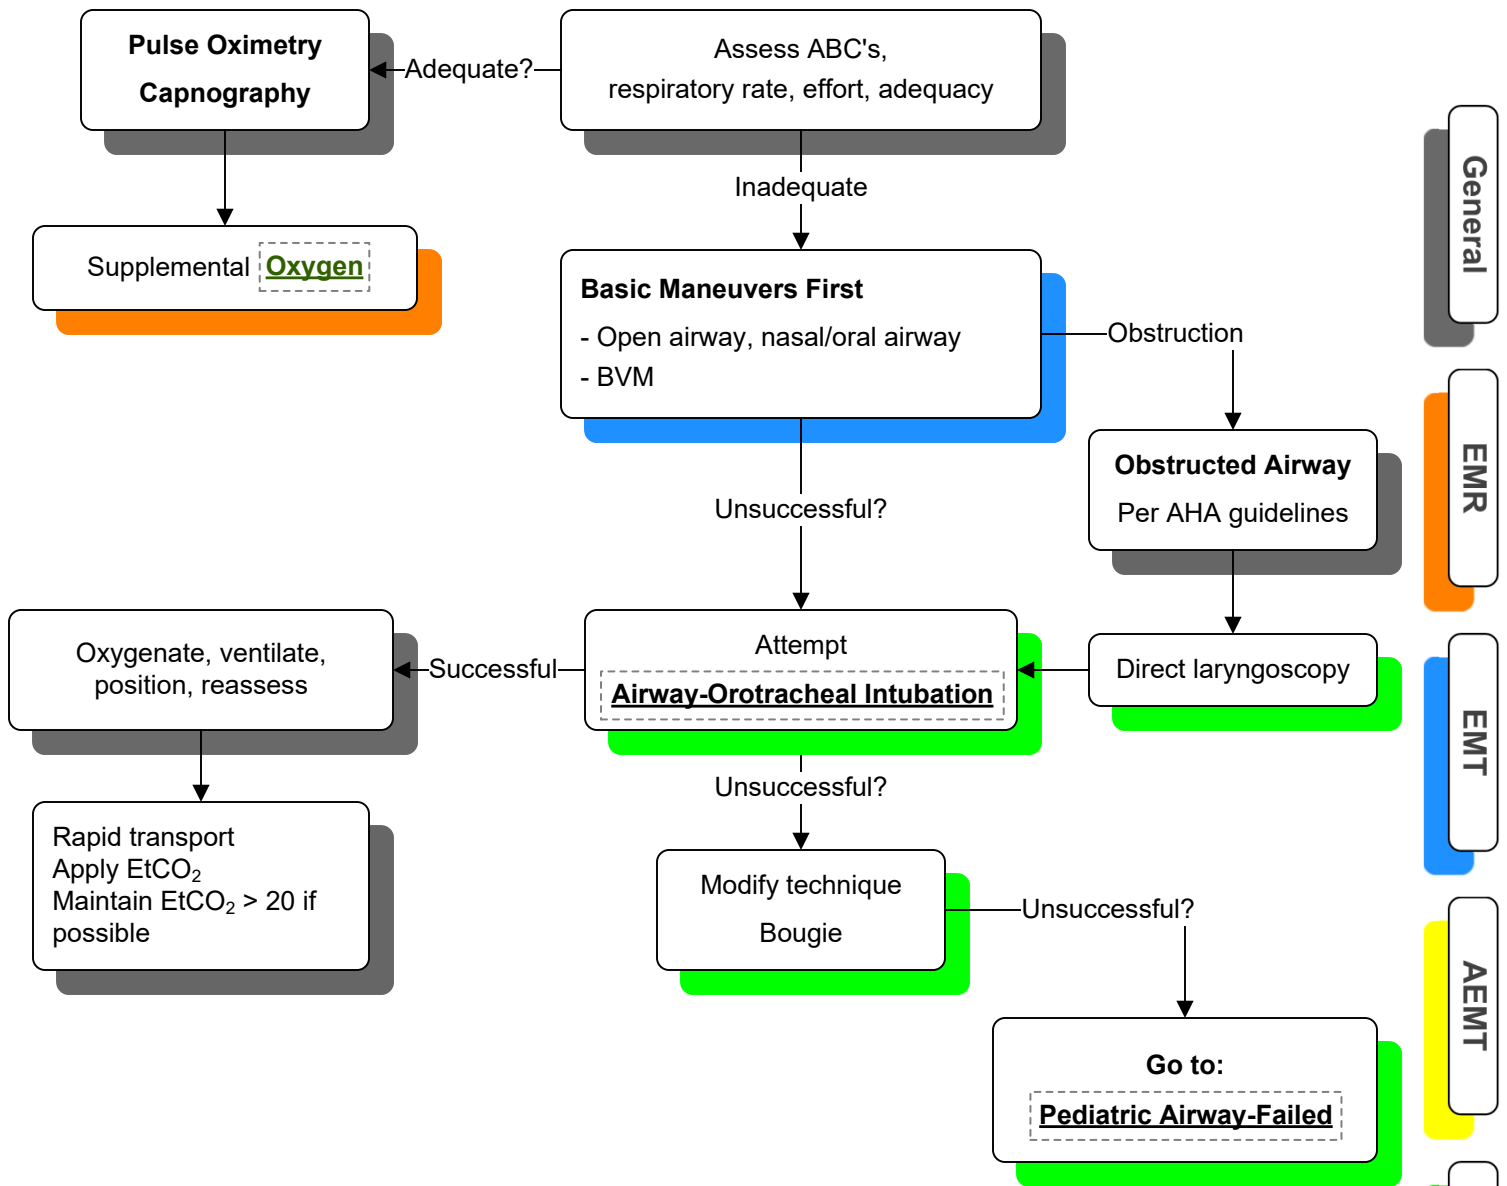 Pulse Oximetry
Capnography
Adequate?
Assess ABC's,
respiratory rate, effort, adequacy
Inadequate
Supplemental Oxygen
Basic Maneuvers First
- Open airway, nasal/oral airway
- BVM
Obstruction
Obstructed Airway
Per AHA guidelines
Unsuccessful?
Oxygenate, ventilate,
position, reassess
Successful
Attempt
Airway-Orotracheal Intubation
Direct laryngoscopy
Unsuccessful?
Rapid transport
Apply EtCO₂
Maintain EtCO₂ > 20 if
possible
Modify technique
Bougie
Unsuccessful?
Go to:
Pediatric Airway-Failed
General
EMR
EMT
AEMT